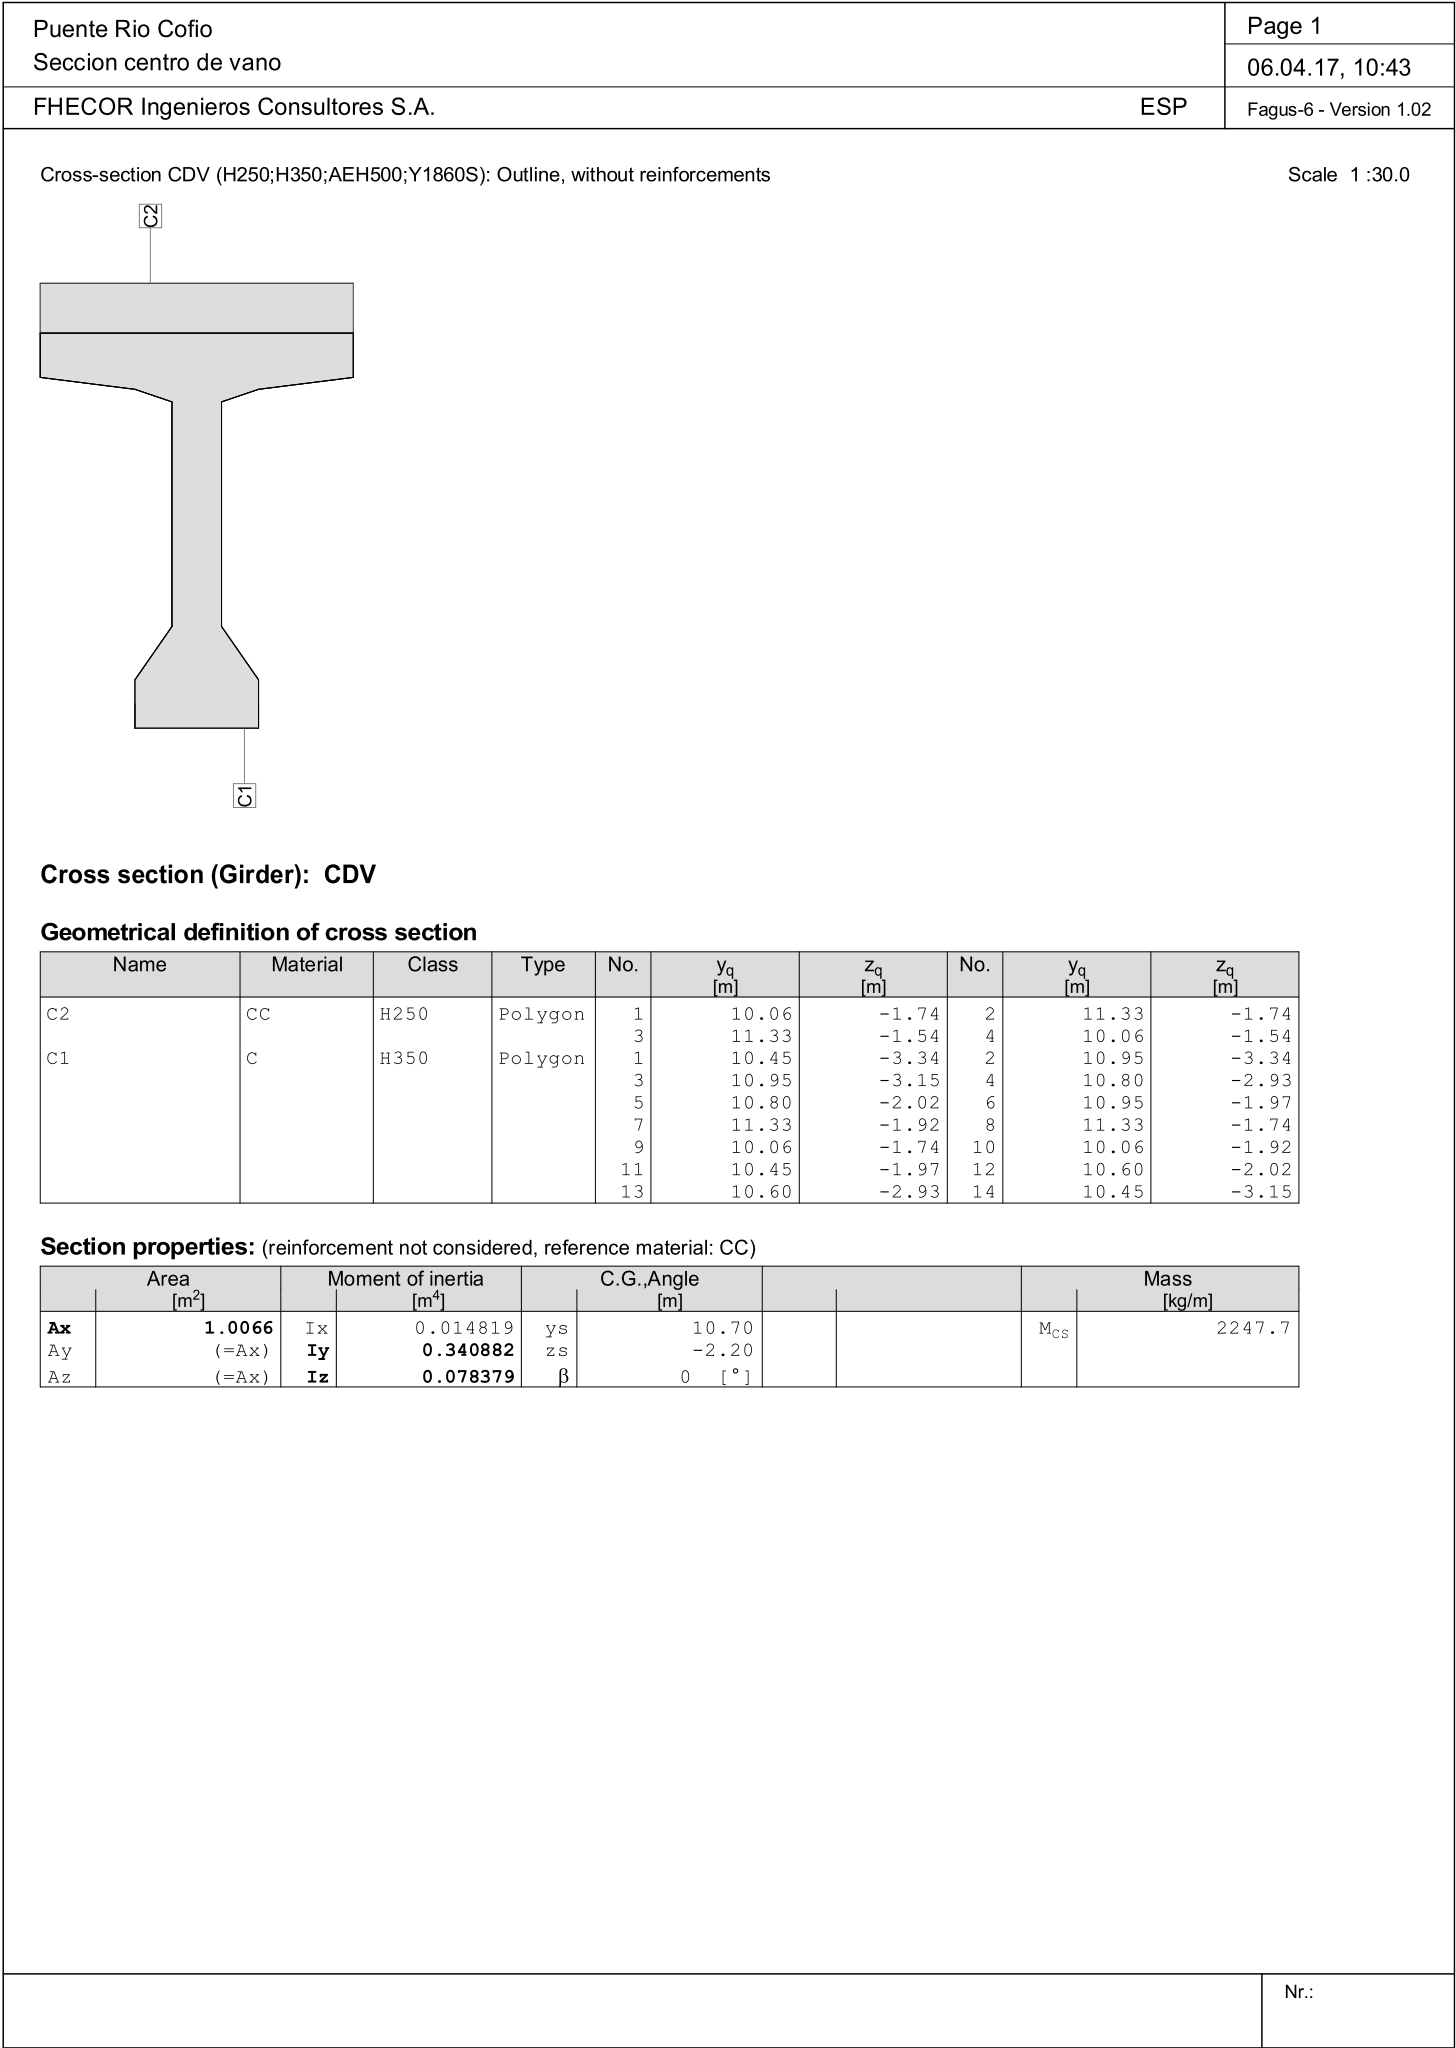 Puente Rio Cofio
Seccion centro de vano
Page 1
06.04.17, 10:43
FHECOR Ingenieros Consultores S.A. ESP Fagus-6 - Version 1.02
Cross-section CDV (H250;H350;AEH500;Y1860S): Outline, without reinforcements Scale 1 :30.0
C2
C1
Cross section (Girder): CDV
Geometrical definition of cross section
Name Material Class Type No. yq zq No. yq zq
[m] [m] [m] [m]
C2 CC H250 Polygon 1 10.06 -1.74 2 11.33 -1.74
3 11.33 -1.54 4 10.06 -1.54
C1 C H350 Polygon 1 10.45 -3.34 2 10.95 -3.34
3 10.95 -3.15 4 10.80 -2.93
5 10.80 -2.02 6 10.95 -1.97
7 11.33 -1.92 8 11.33 -1.74
9 10.06 -1.74 10 10.06 -1.92
11 10.45 -1.97 12 10.60 -2.02
13 10.60 -2.93 14 10.45 -3.15
Section properties: (reinforcement not considered, reference material: CC)
Area Moment of inertia C.G.,Angle Mass
[m2] [m4] [m] [kg/m]
Ax 1.0066 Ix 0.014819 ys 10.70 MCS 2247.7
Ay (=Ax) Iy 0.340882 zs -2.20
Az (=Ax) Iz 0.078379 β 0 [°]
Nr.: